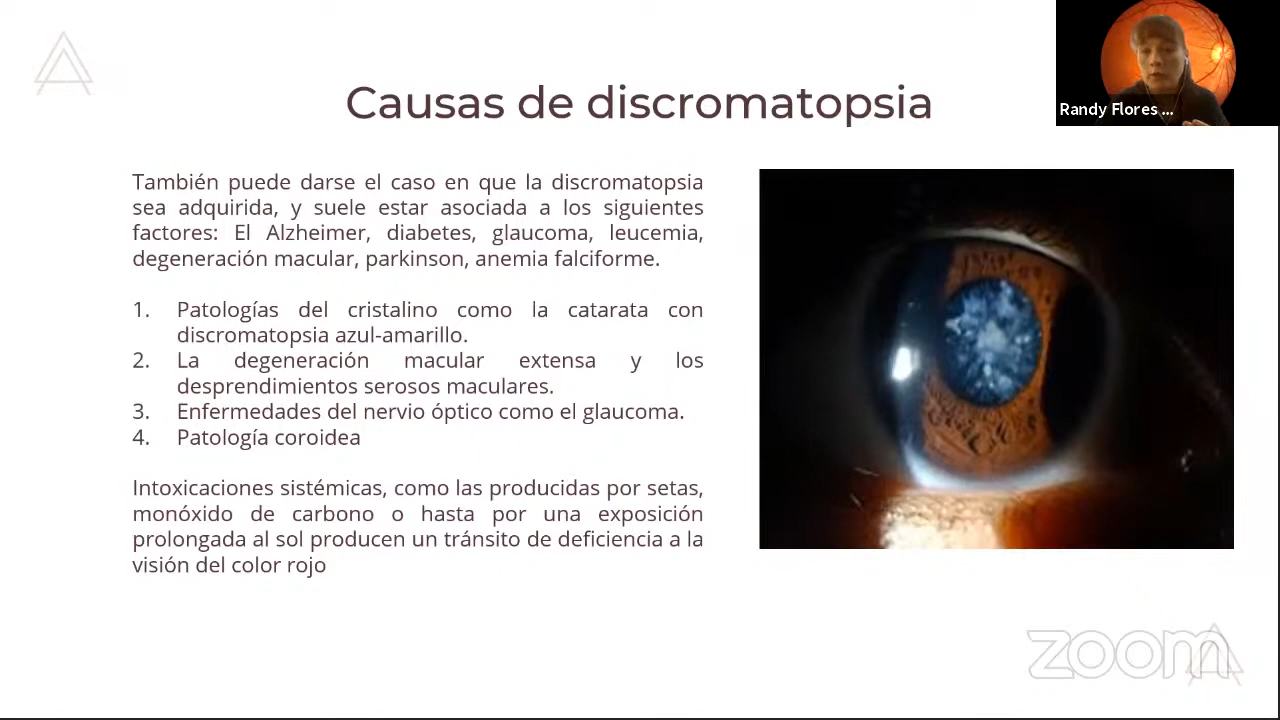 Causas de discromatopsia
Randy Flores ...
También puede darse el caso en que la discromatopsia
sea adquirida, y suele estar asociada a los siguientes
factores: El Alzheimer, diabetes, glaucoma, leucemia,
degeneración macular, parkinson, anemia falciforme.
1. Patologías del cristalino como la catarata con
discromatopsia azul-amarillo.
2. La degeneración macular extensa y los
desprendimientos serosos maculares.
3. Enfermedades del nervio óptico como el glaucoma.
4. Patología coroidea
Intoxicaciones sistémicas, como las producidas por setas,
monóxido de carbono o hasta por una exposición
prolongada al sol producen un tránsito de deficiencia a la
visión del color rojo
zoom